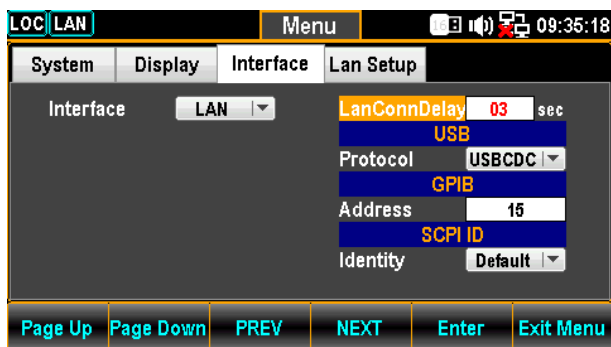 LOC LAN Menu 16 09:35:18
System Display Interface Lan Setup
Interface LAN LanConnDelay 03 sec
USB
Protocol USBCDC
GPIB
Address 15
SCPI ID
Identity Default
Page Up Page Down PREV NEXT Enter Exit Menu